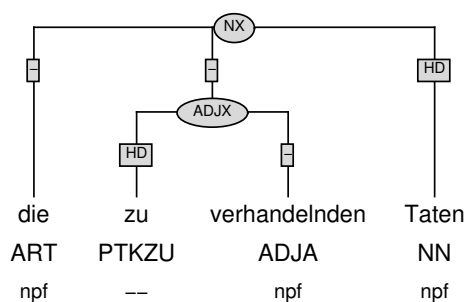 NX
– – HD
ADJX
HD –
die zu verhandelnden Taten
ART PTKZU ADJA NN
npf –– npf npf